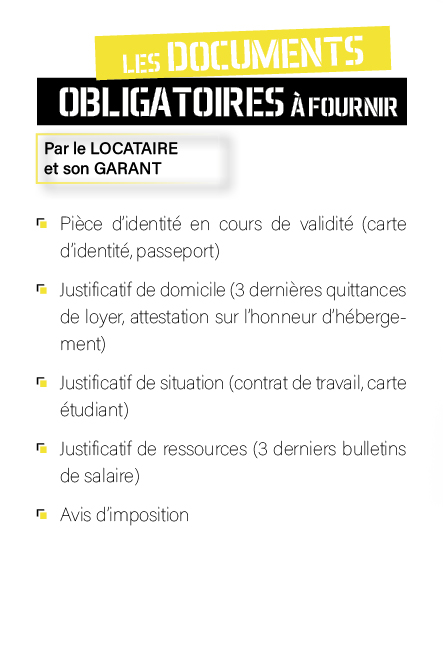 LES DOCUMENTS
OBLIGATOIRES À FOURNIR
Par le LOCATAIRE
et son GARANT
Pièce d'identité en cours de validité (carte
d'identité, passeport)
Justificatif de domicile (3 dernières quittances
de loyer, attestation sur l'honneur d'héberge-
ment)
Justificatif de situation (contrat de travail, carte
étudiant)
Justificatif de ressources (3 derniers bulletins
de salaire)
Avis d'imposition